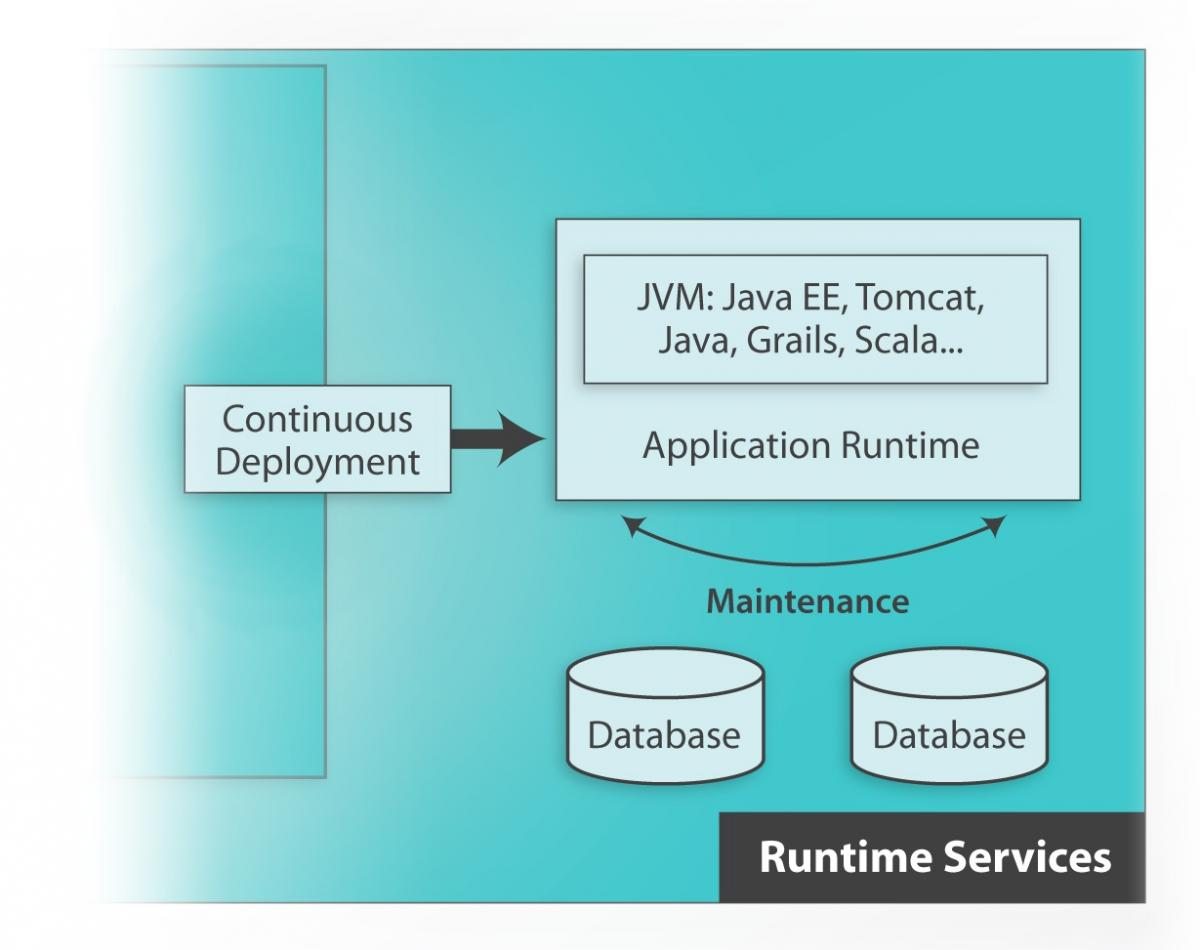 JVM: Java EE, Tomcat,
Java, Grails, Scala...
Continuous
Deployment
Application Runtime
Maintenance
Database
Database
Runtime Services